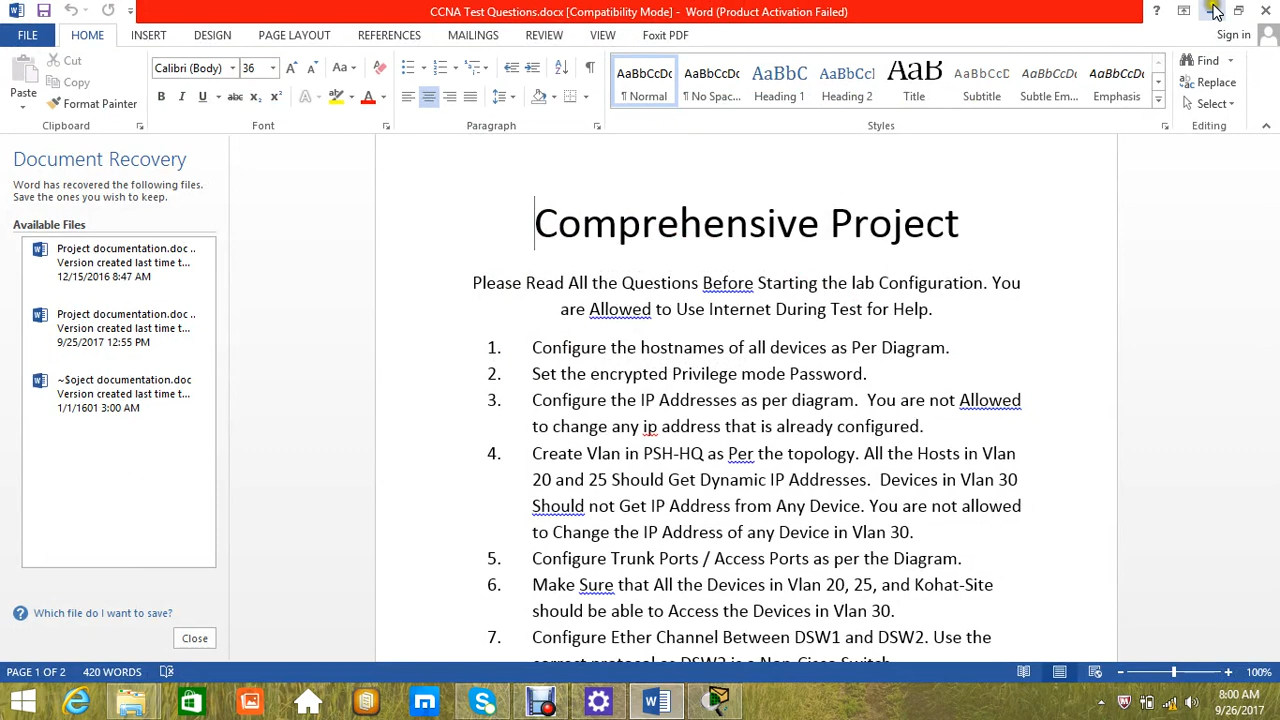 CCNA Test Questions.docx [Compatibility Mode] - Word (Product Activation Failed)
?
FILE HOME INSERT DESIGN PAGE LAYOUT REFERENCES MAILINGS REVIEW VIEW Foxit PDF Sign in
Paste
Cut
Copy
Format Painter
Calibri (Body) 36
AaBbCcDc AaBbCcDc AaBbC AaBbCcC AaB AaBbCcD AaBbCcDc AaBbCcDc
¶ Normal ¶ No Spac... Heading 1 Heading 2 Title Subtitle Subtle Em... Emphasis
Find
Replace
Select
Clipboard Font Paragraph Styles Editing
Document Recovery
Word has recovered the following files.
Save the ones you wish to keep.
Available Files
Project documentation.doc ..
Version created last time t...
12/15/2016 8:47 AM
Project documentation.doc ..
Version created last time t...
9/25/2017 12:55 PM
~$oject documentation.doc
Version created last time t...
1/1/1601 3:00 AM
Which file do I want to save?
Close
Comprehensive Project
Please Read All the Questions Before Starting the lab Configuration. You
are Allowed to Use Internet During Test for Help.
1. Configure the hostnames of all devices as Per Diagram.
2. Set the encrypted Privilege mode Password.
3. Configure the IP Addresses as per diagram. You are not Allowed
to change any ip address that is already configured.
4. Create Vlan in PSH-HQ as Per the topology. All the Hosts in Vlan
20 and 25 Should Get Dynamic IP Addresses. Devices in Vlan 30
Should not Get IP Address from Any Device. You are not allowed
to Change the IP Address of any Device in Vlan 30.
5. Configure Trunk Ports / Access Ports as per the Diagram.
6. Make Sure that All the Devices in Vlan 20, 25, and Kohat-Site
should be able to Access the Devices in Vlan 30.
7. Configure Ether Channel Between DSW1 and DSW2. Use the
correct protocol as DSW2 is a Non-Cisco Switch
PAGE 1 OF 2 420 WORDS 100%
8:00 AM
9/26/2017